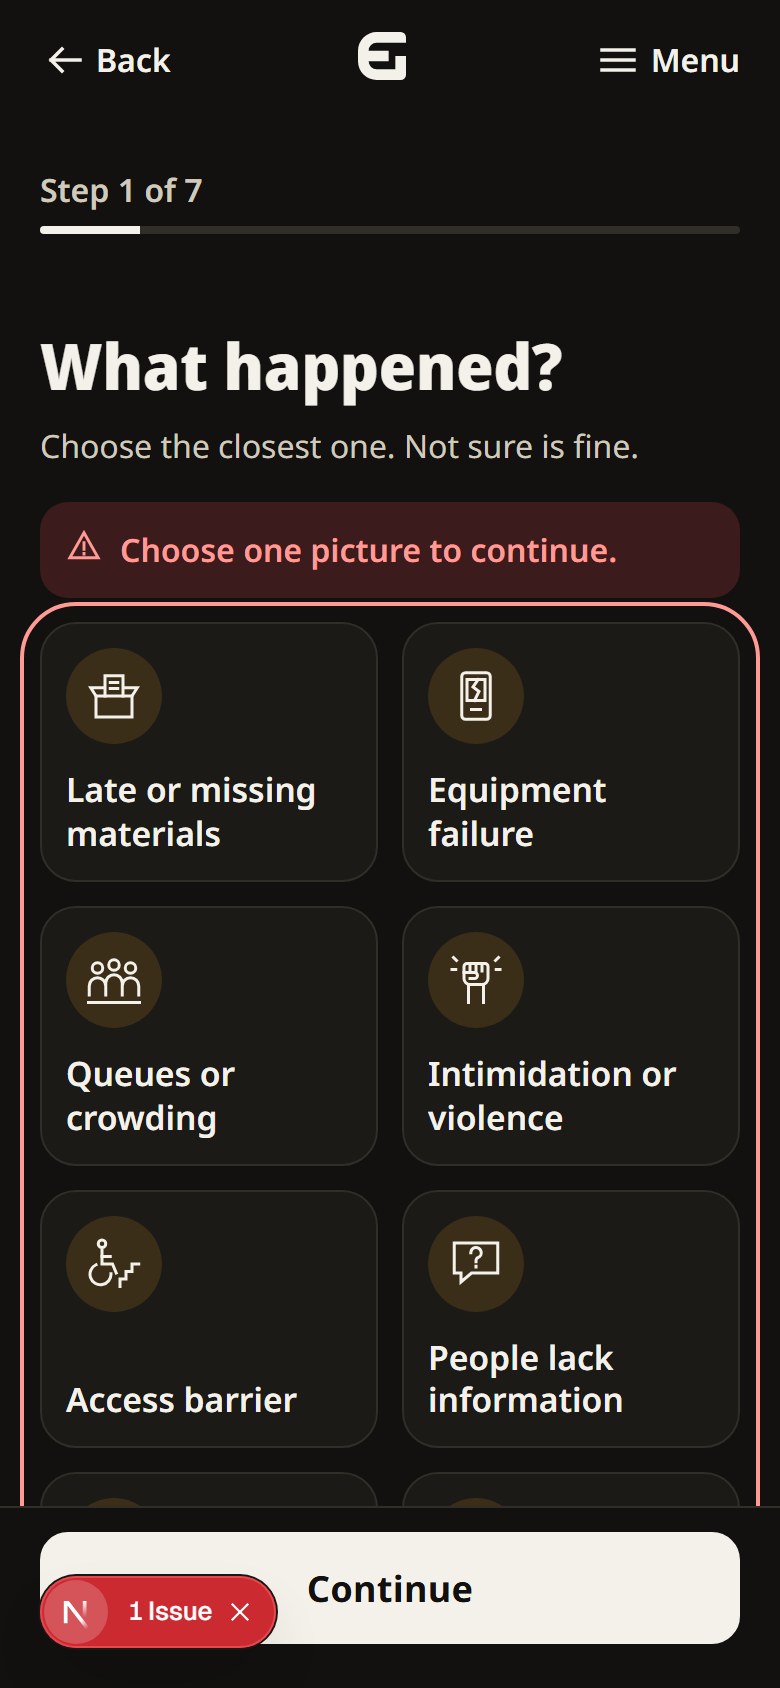 Back
Menu
Step 1 of 7
What happened?
Choose the closest one. Not sure is fine.
Choose one picture to continue.
Late or missing
materials
Equipment
failure
Queues or
crowding
Intimidation or
violence
Access barrier
People lack
information
Continue
N 1 Issue